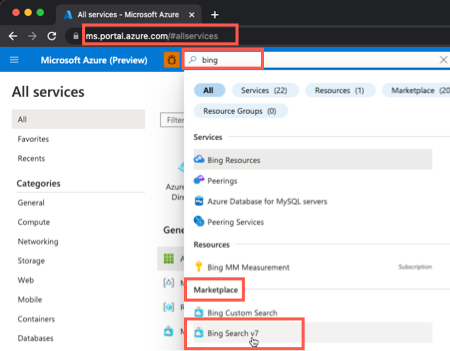 All services - Microsoft Azure
ms.portal.azure.com/#allservices
Microsoft Azure (Preview)
bing
All services
All
Favorites
Recents
Categories
General
Compute
Networking
Storage
Web
Mobile
Containers
Databases
Filter
Azure
Dire
Gene
All
Services (22)
Resources (1)
Marketplace (20
Resource Groups (0)
Services
Bing Resources
Peerings
Azure Database for MySQL servers
Peering Services
Resources
Bing MM Measurement
Subscription
Marketplace
Bing Custom Search
Bing Search v7